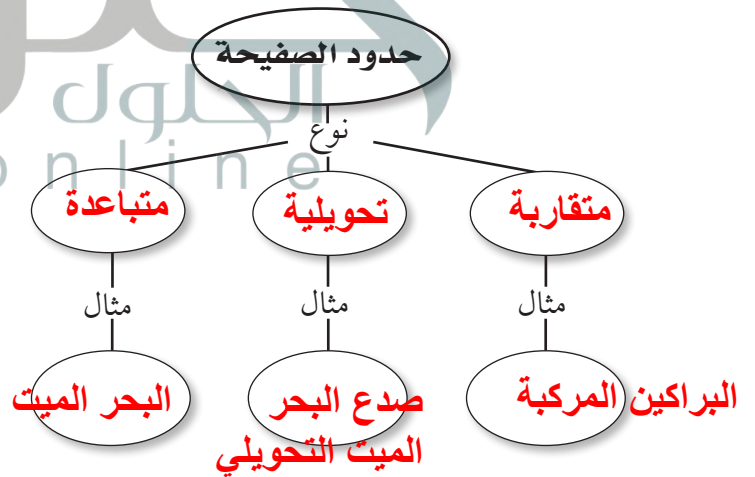 حدود الصفيحة
الحلول
online
نوع
متقاربة
تحويلية
متباعدة
مثال
مثال
مثال
البراكين المركبة
صدع البحر
الميت التحويلي
البحر الميت